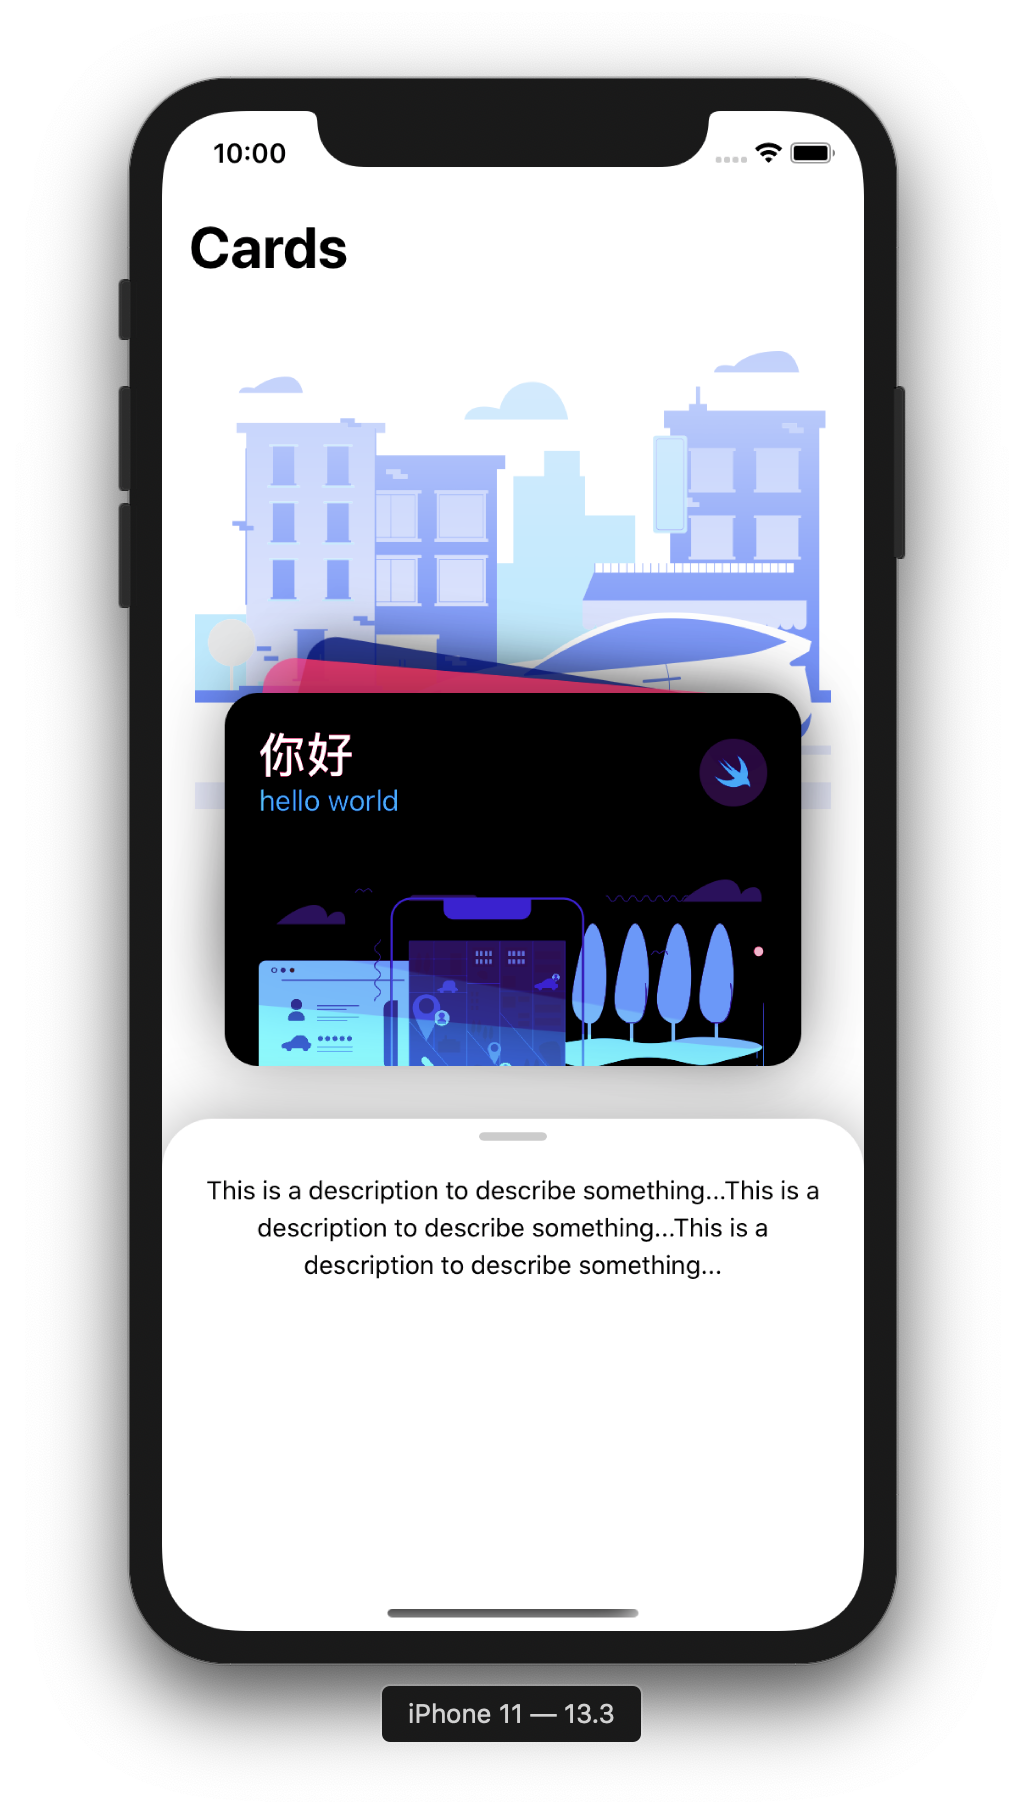 10:00
Cards
你好
hello world
This is a description to describe something...This is a
description to describe something...This is a
description to describe something...
iPhone 11 — 13.3